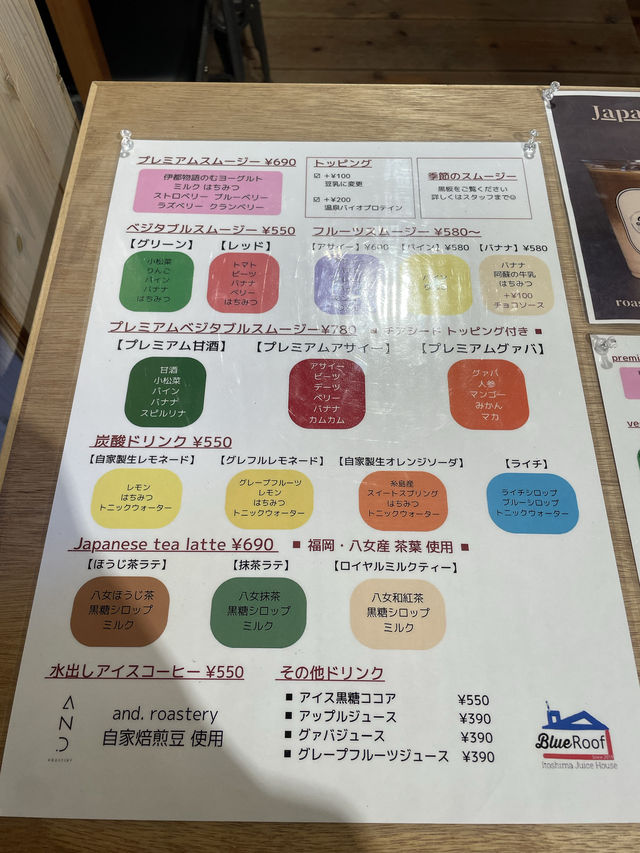 プレミアムスムージー ¥690
伊都物語のむヨーグルト
ミルク はちみつ
ストロベリー ブルーベリー
ラズベリー クランベリー
トッピング
☑ +¥100
豆乳に変更
☑ +¥200
温泉バイオプロテイン
季節のスムージー
黒板をご覧ください
詳しくはスタッフまで☺
ベジタブルスムージー ¥550
【グリーン】
小松菜
りんご
パイン
バナナ
はちみつ
【レッド】
トマト
ビーツ
バナナ
ベリー
はちみつ
フルーツスムージー ¥580〜
【アサイー】¥600
【パイン】¥580
【バナナ】¥580
バナナ
阿蘇の牛乳
はちみつ
+¥100
チョコソース
プレミアムベジタブルスムージー¥780 ■ チアシード トッピング付き ■
【プレミアム甘酒】
甘酒
小松菜
パイン
バナナ
スピルリナ
【プレミアムアサイー】
アサイー
ビーツ
デーツ
ベリー
バナナ
カムカム
【プレミアムグァバ】
グァバ
人参
マンゴー
みかん
マカ
炭酸ドリンク ¥550
【自家製生レモネード】
レモン
はちみつ
トニックウォーター
【グレフルレモネード】
グレープフルーツ
レモン
はちみつ
トニックウォーター
【自家製生オレンジソーダ】
糸島産
スイートスプリング
はちみつ
トニックウォーター
【ライチ】
ライチシロップ
ブルーシロップ
トニックウォーター
Japanese tea latte ¥690 ■ 福岡・八女産 茶葉 使用 ■
【ほうじ茶ラテ】
八女ほうじ茶
黒糖シロップ
ミルク
【抹茶ラテ】
八女抹茶
黒糖シロップ
ミルク
【ロイヤルミルクティー】
八女和紅茶
黒糖シロップ
ミルク
水出しアイスコーヒー ¥550
and. roastery
自家焙煎豆 使用
その他ドリンク
■ アイス黒糖ココア ¥550
■ アップルジュース ¥390
■ グァバジュース ¥390
■ グレープフルーツジュース ¥390
BlueRoof
Itoshima Juice House
Japa
roas
premi
ve